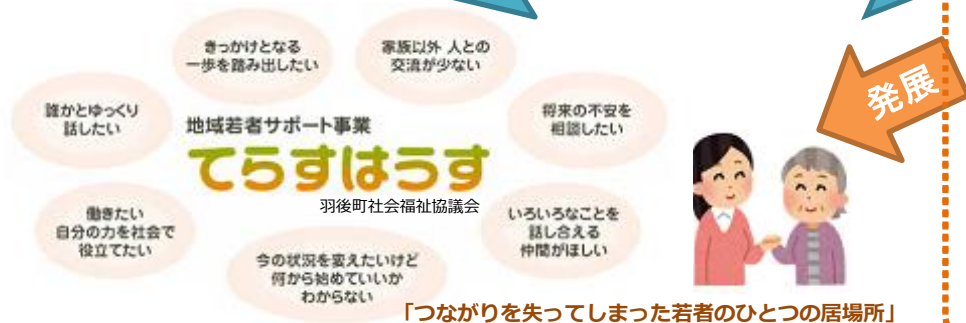 きっかけとなる
一歩を踏み出したい
家族以外 人との
交流が少ない
発展
誰かとゆっくり
話したい
地域若者サポート事業
将来の不安を
相談したい
てらすはうす
羽後町社会福祉協議会
働きたい
自分の力を社会で
役立てたい
いろいろなことを
話し合える
仲間がほしい
今の状況を変えたいけど
何から始めていいか
わからない
「つながりを失ってしまった若者のひとつの居場所」